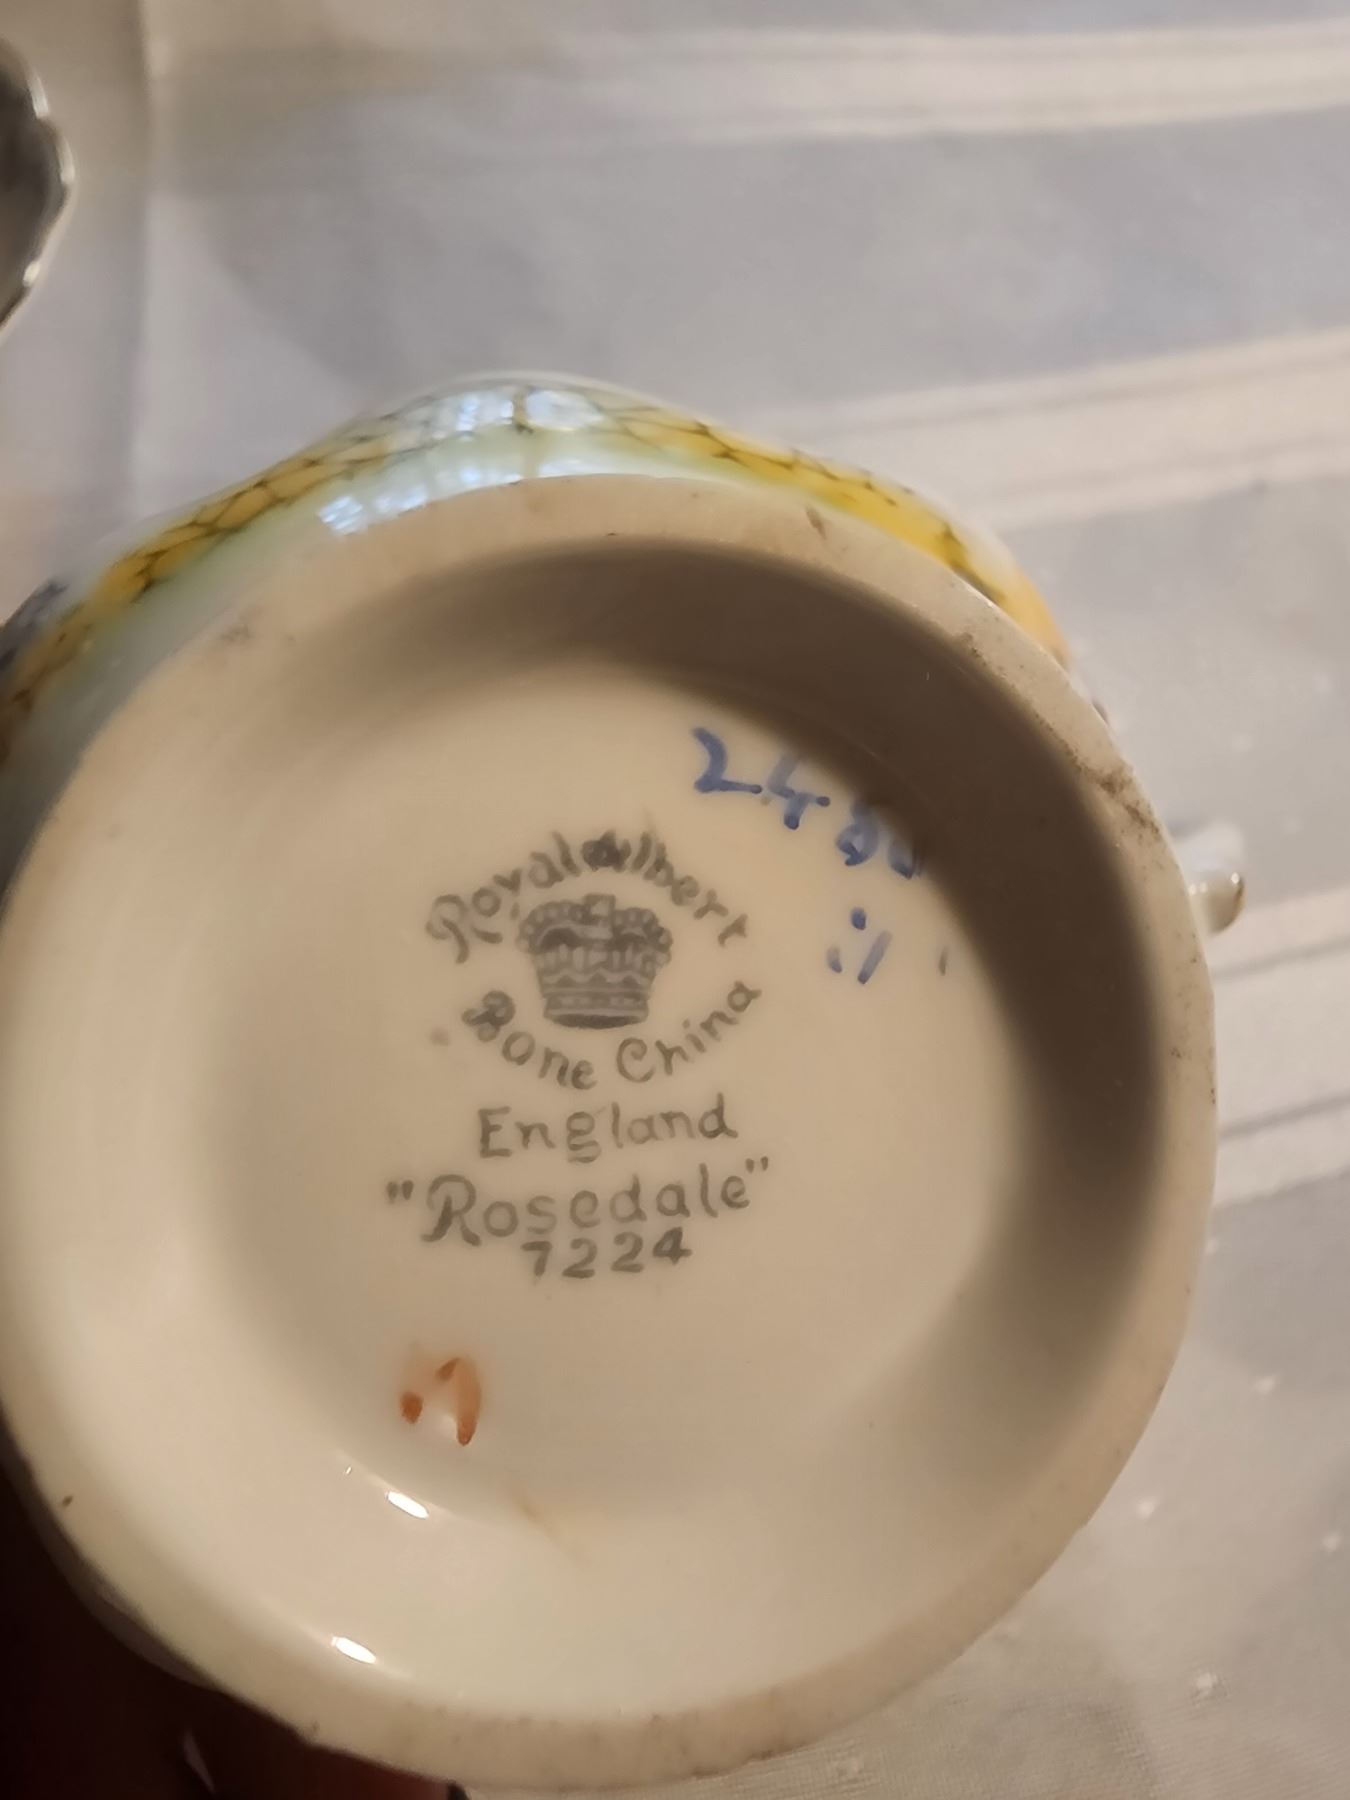 Royal Albert
Bone China
England
"Rosedale"
7224